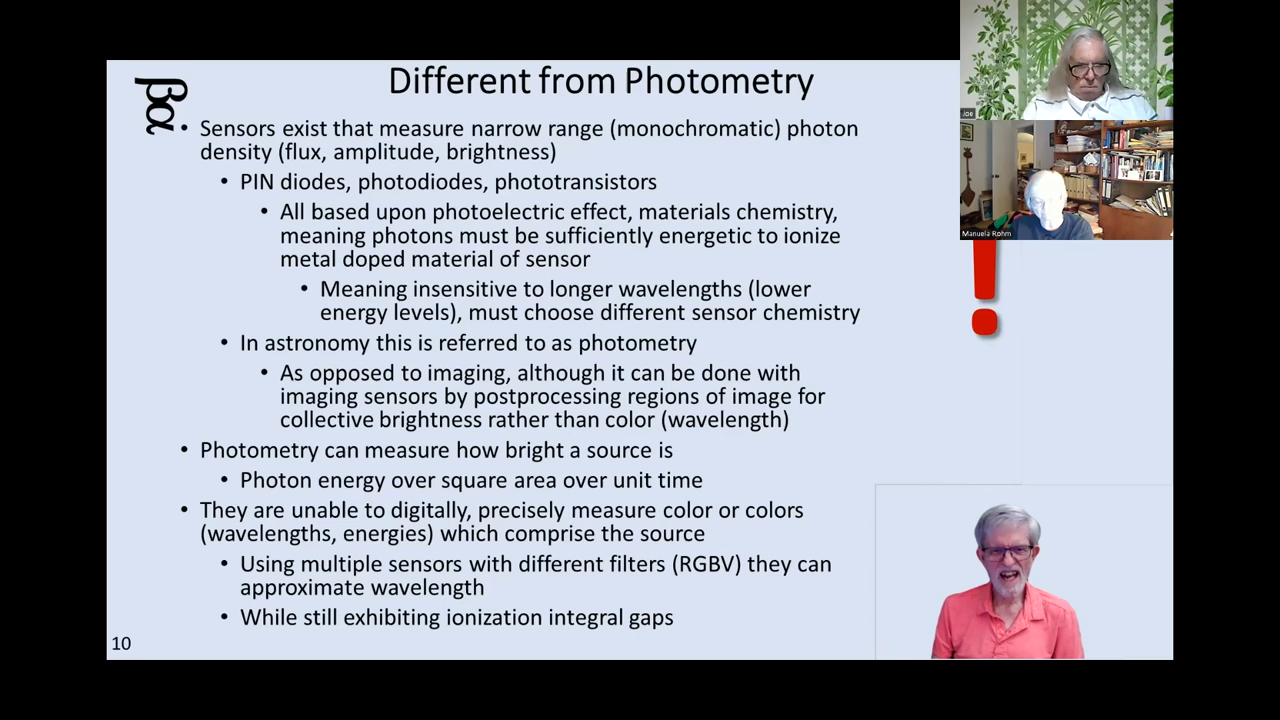 Different from Photometry
βα
• Sensors exist that measure narrow range (monochromatic) photon
density (flux, amplitude, brightness)
• PIN diodes, photodiodes, phototransistors
• All based upon photoelectric effect, materials chemistry,
meaning photons must be sufficiently energetic to ionize
metal doped material of sensor
• Meaning insensitive to longer wavelengths (lower
energy levels), must choose different sensor chemistry
• In astronomy this is referred to as photometry
• As opposed to imaging, although it can be done with
imaging sensors by postprocessing regions of image for
collective brightness rather than color (wavelength)
• Photometry can measure how bright a source is
• Photon energy over square area over unit time
• They are unable to digitally, precisely measure color or colors
(wavelengths, energies) which comprise the source
• Using multiple sensors with different filters (RGBV) they can
approximate wavelength
• While still exhibiting ionization integral gaps
10
Joe
Manuela Rohm
!